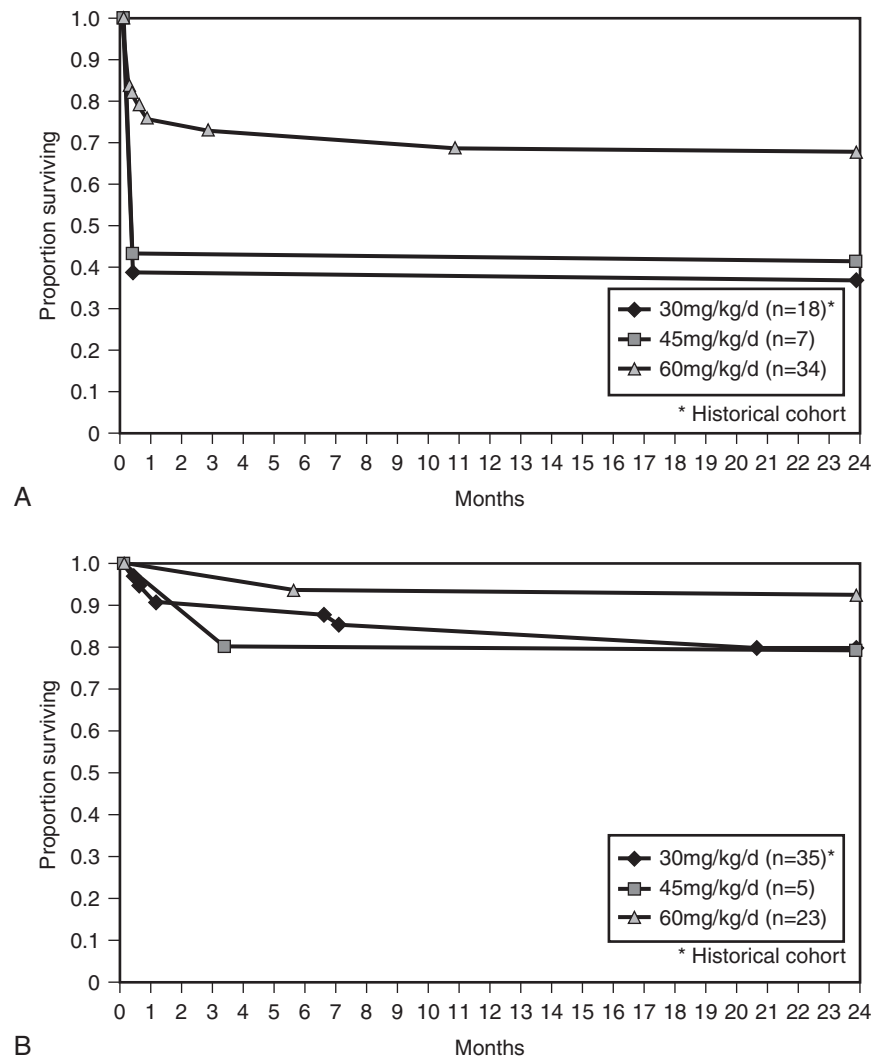 1.0
0.9
0.8
0.7
0.6
0.5
0.4
0.3
0.2
0.1
0
Proportion surviving
30mg/kg/d (n=18)*
45mg/kg/d (n=7)
60mg/kg/d (n=34)
* Historical cohort
0 1 2 3 4 5 6 7 8 9 10 11 12 13 14 15 16 17 18 19 20 21 22 23 24
Months
A
1.0
0.9
0.8
0.7
0.6
0.5
0.4
0.3
0.2
0.1
0
Proportion surviving
30mg/kg/d (n=35)*
45mg/kg/d (n=5)
60mg/kg/d (n=23)
* Historical cohort
0 1 2 3 4 5 6 7 8 9 10 11 12 13 14 15 16 17 18 19 20 21 22 23 24
Months
B